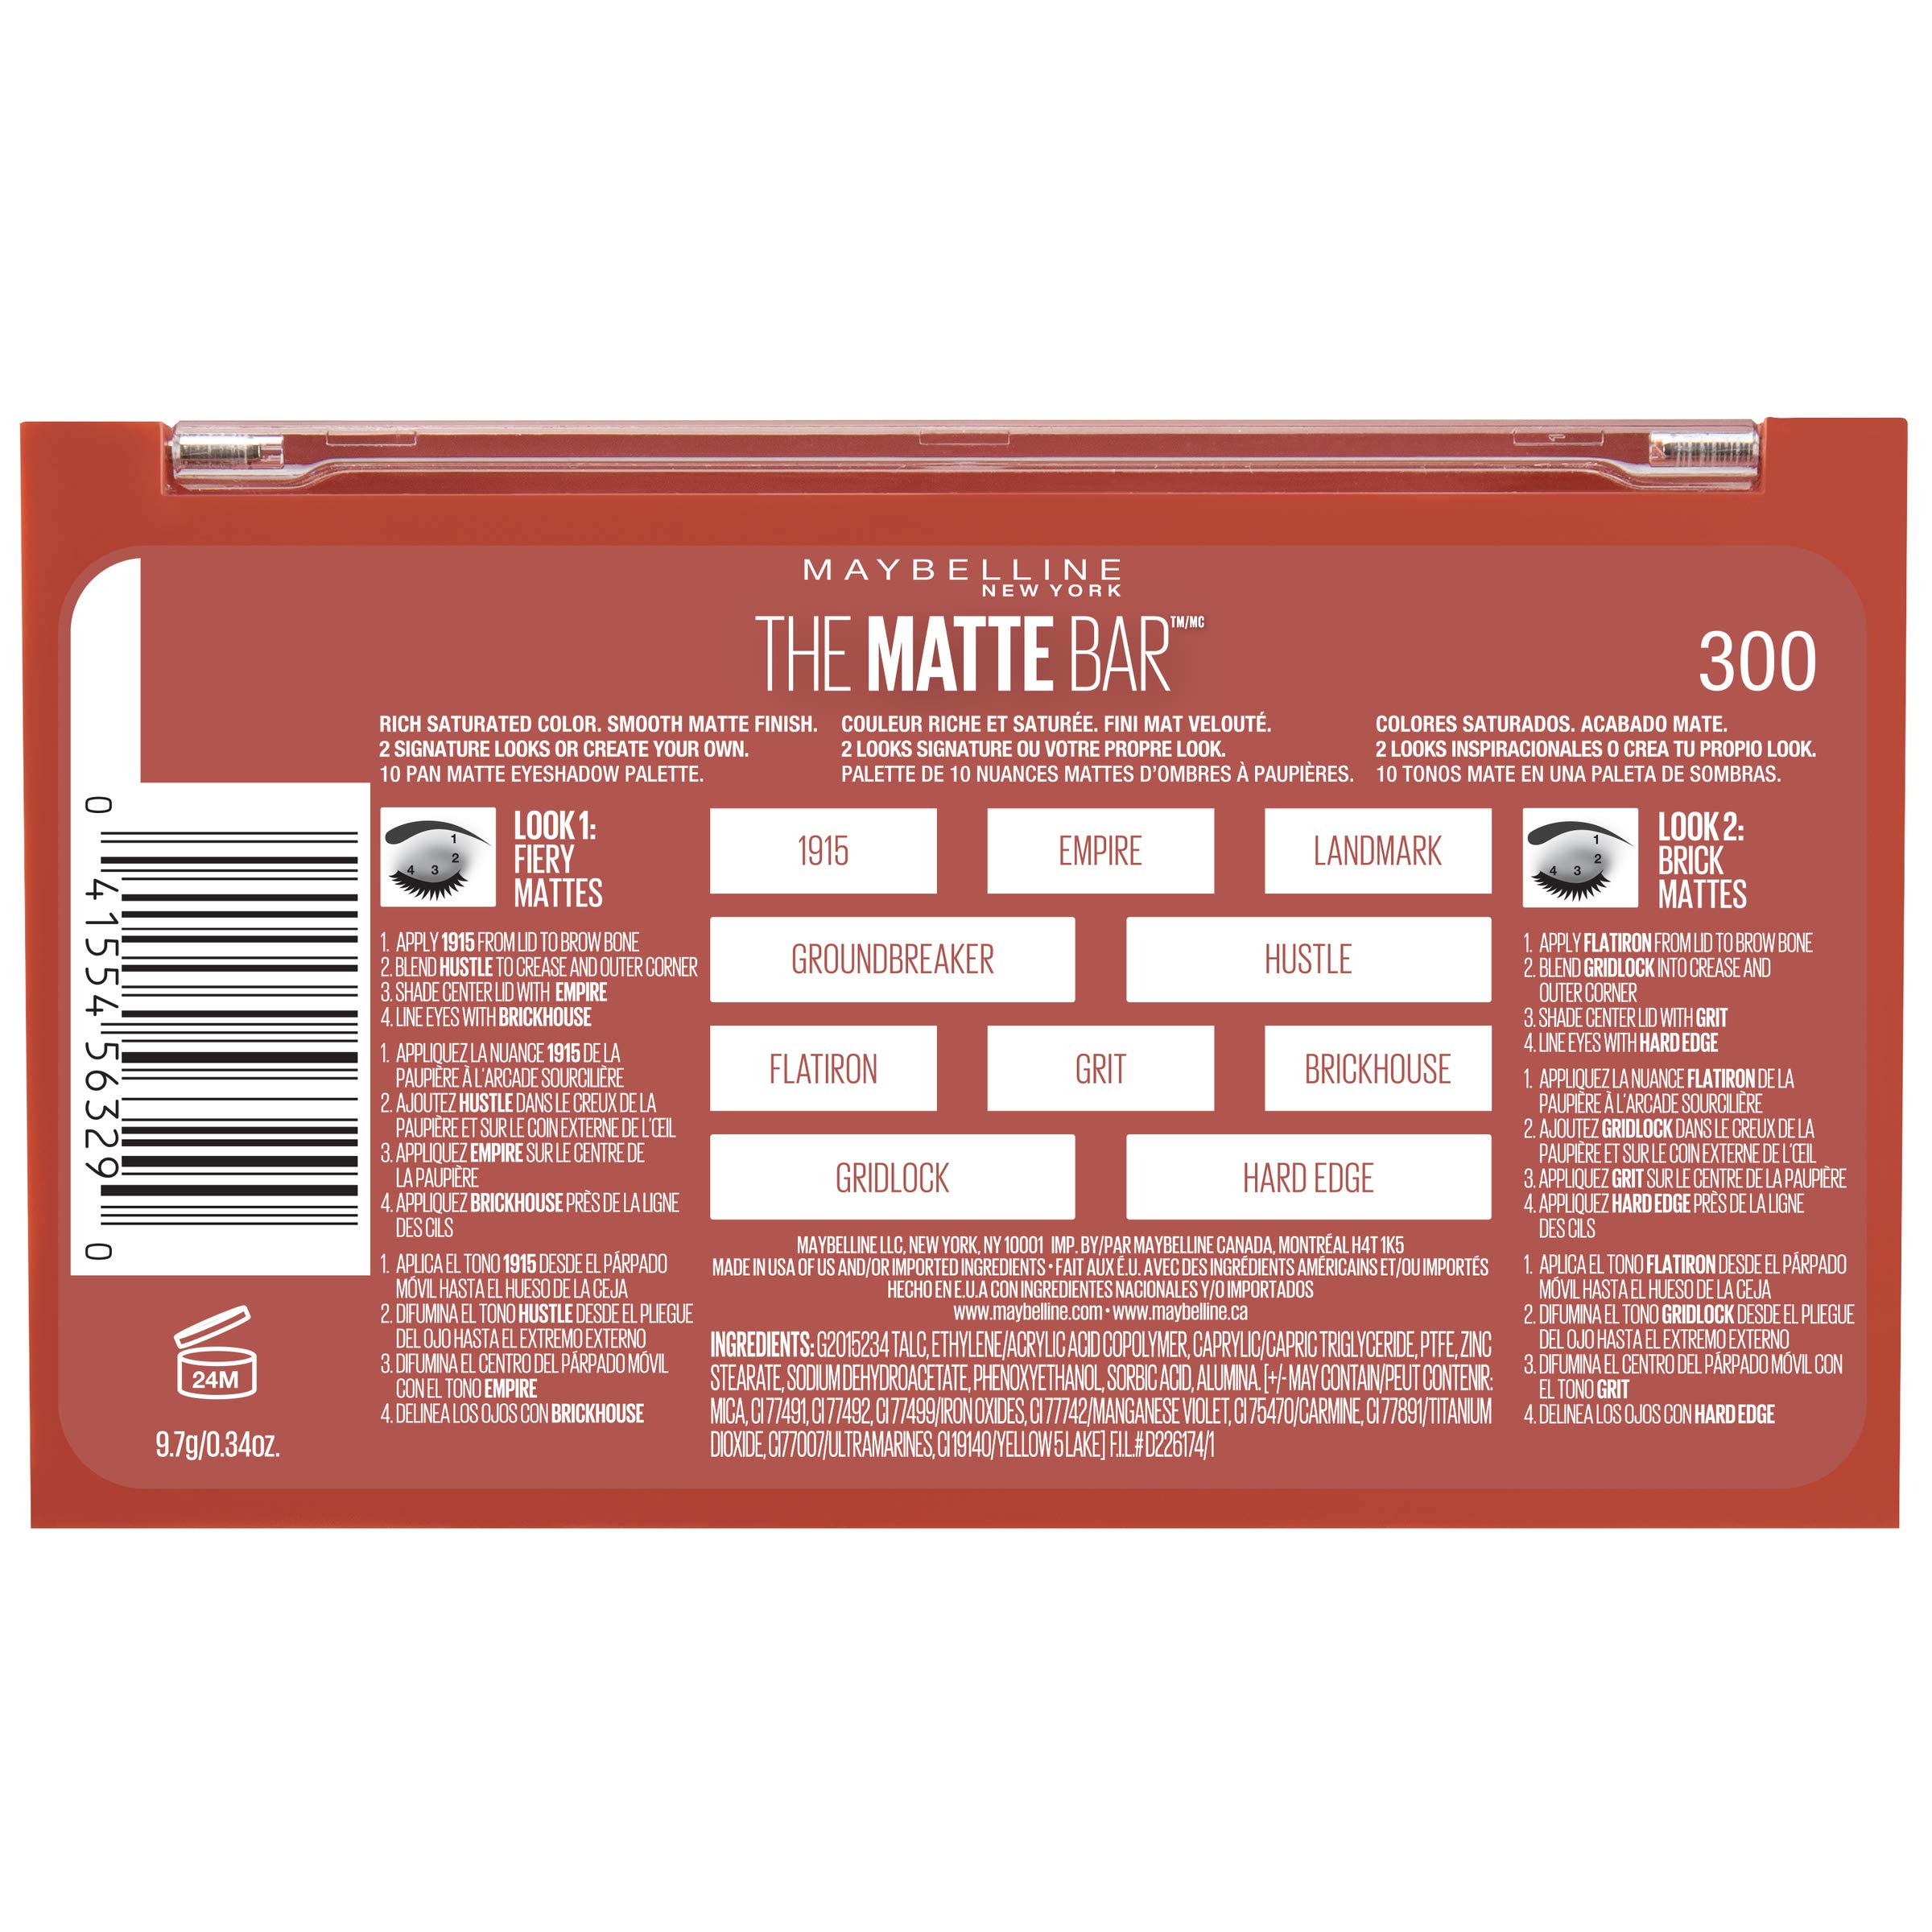 MAYBELLINE
NEW YORK
THE MATTE BAR™/MC
300
RICH SATURATED COLOR. SMOOTH MATTE FINISH.
2 SIGNATURE LOOKS OR CREATE YOUR OWN.
10 PAN MATTE EYESHADOW PALETTE.
COULEUR RICHE ET SATURÉE. FINI MAT VELOUTÉ.
2 LOOKS SIGNATURE OU VOTRE PROPRE LOOK.
PALETTE DE 10 NUANCES MATTES D'OMBRES À PAUPIÈRES.
COLORES SATURADOS. ACABADO MATE.
2 LOOKS INSPIRACIONALES O CREA TU PROPIO LOOK.
10 TONOS MATE EN UNA PALETA DE SOMBRAS.
0 41554 56329 0
24M
9.7g/0.34oz.
1
2
4 3
LOOK 1:
FIERY
MATTES
1. APPLY 1915 FROM LID TO BROW BONE
2. BLEND HUSTLE TO CREASE AND OUTER CORNER
3. SHADE CENTER LID WITH EMPIRE
4. LINE EYES WITH BRICKHOUSE
1. APPLIQUEZ LA NUANCE 1915 DE LA
PAUPIÈRE À L'ARCADE SOURCILIÈRE
2. AJOUTEZ HUSTLE DANS LE CREUX DE LA
PAUPIÈRE ET SUR LE COIN EXTERNE DE L'ŒIL
3. APPLIQUEZ EMPIRE SUR LE CENTRE DE
LA PAUPIÈRE
4. APPLIQUEZ BRICKHOUSE PRÈS DE LA LIGNE
DES CILS
1. APLICA EL TONO 1915 DESDE EL PÁRPADO
MÓVIL HASTA EL HUESO DE LA CEJA
2. DIFUMINA EL TONO HUSTLE DESDE EL PLIEGUE
DEL OJO HASTA EL EXTREMO EXTERNO
3. DIFUMINA EL CENTRO DEL PÁRPADO MÓVIL
CON EL TONO EMPIRE
4. DELINEA LOS OJOS CON BRICKHOUSE
1915
EMPIRE
LANDMARK
GROUNDBREAKER
HUSTLE
FLATIRON
GRIT
BRICKHOUSE
GRIDLOCK
HARD EDGE
MAYBELLINE LLC, NEW YORK, NY 10001 IMP. BY/PAR MAYBELLINE CANADA, MONTRÉAL H4T 1K5
MADE IN USA OF US AND/OR IMPORTED INGREDIENTS • FAIT AUX É.U. AVEC DES INGRÉDIENTS AMÉRICAINS ET/OU IMPORTÉS
HECHO EN E.U.A CON INGREDIENTES NACIONALES Y/O IMPORTADOS
www.maybelline.com • www.maybelline.ca
INGREDIENTS: G2015234 TALC, ETHYLENE/ACRYLIC ACID COPOLYMER, CAPRYLIC/CAPRIC TRIGLYCERIDE, PTFE, ZINC
STEARATE, SODIUM DEHYDROACETATE, PHENOXYETHANOL, SORBIC ACID, ALUMINA. [+/- MAY CONTAIN/PEUT CONTENIR:
MICA, CI 77491, CI 77492, CI 77499/IRON OXIDES, CI 77742/MANGANESE VIOLET, CI 75470/CARMINE, CI 77891/TITANIUM
DIOXIDE, CI77007/ULTRAMARINES, CI 19140/YELLOW 5 LAKE] F.I.L.# D226174/1
1
2
4 3
LOOK 2:
BRICK
MATTES
1. APPLY FLATIRON FROM LID TO BROW BONE
2. BLEND GRIDLOCK INTO CREASE AND
OUTER CORNER
3. SHADE CENTER LID WITH GRIT
4. LINE EYES WITH HARD EDGE
1. APPLIQUEZ LA NUANCE FLATIRON DE LA
PAUPIÈRE À L'ARCADE SOURCILIÈRE
2. AJOUTEZ GRIDLOCK DANS LE CREUX DE LA
PAUPIÈRE ET SUR LE COIN EXTERNE DE L'ŒIL
3. APPLIQUEZ GRIT SUR LE CENTRE DE LA PAUPIÈRE
4. APPLIQUEZ HARD EDGE PRÈS DE LA LIGNE
DES CILS
1. APLICA EL TONO FLATIRON DESDE EL PÁRPADO
MÓVIL HASTA EL HUESO DE LA CEJA
2. DIFUMINA EL TONO GRIDLOCK DESDE EL PLIEGUE
DEL OJO HASTA EL EXTREMO EXTERNO
3. DIFUMINA EL CENTRO DEL PÁRPADO MÓVIL CON
EL TONO GRIT
4. DELINEA LOS OJOS CON HARD EDGE